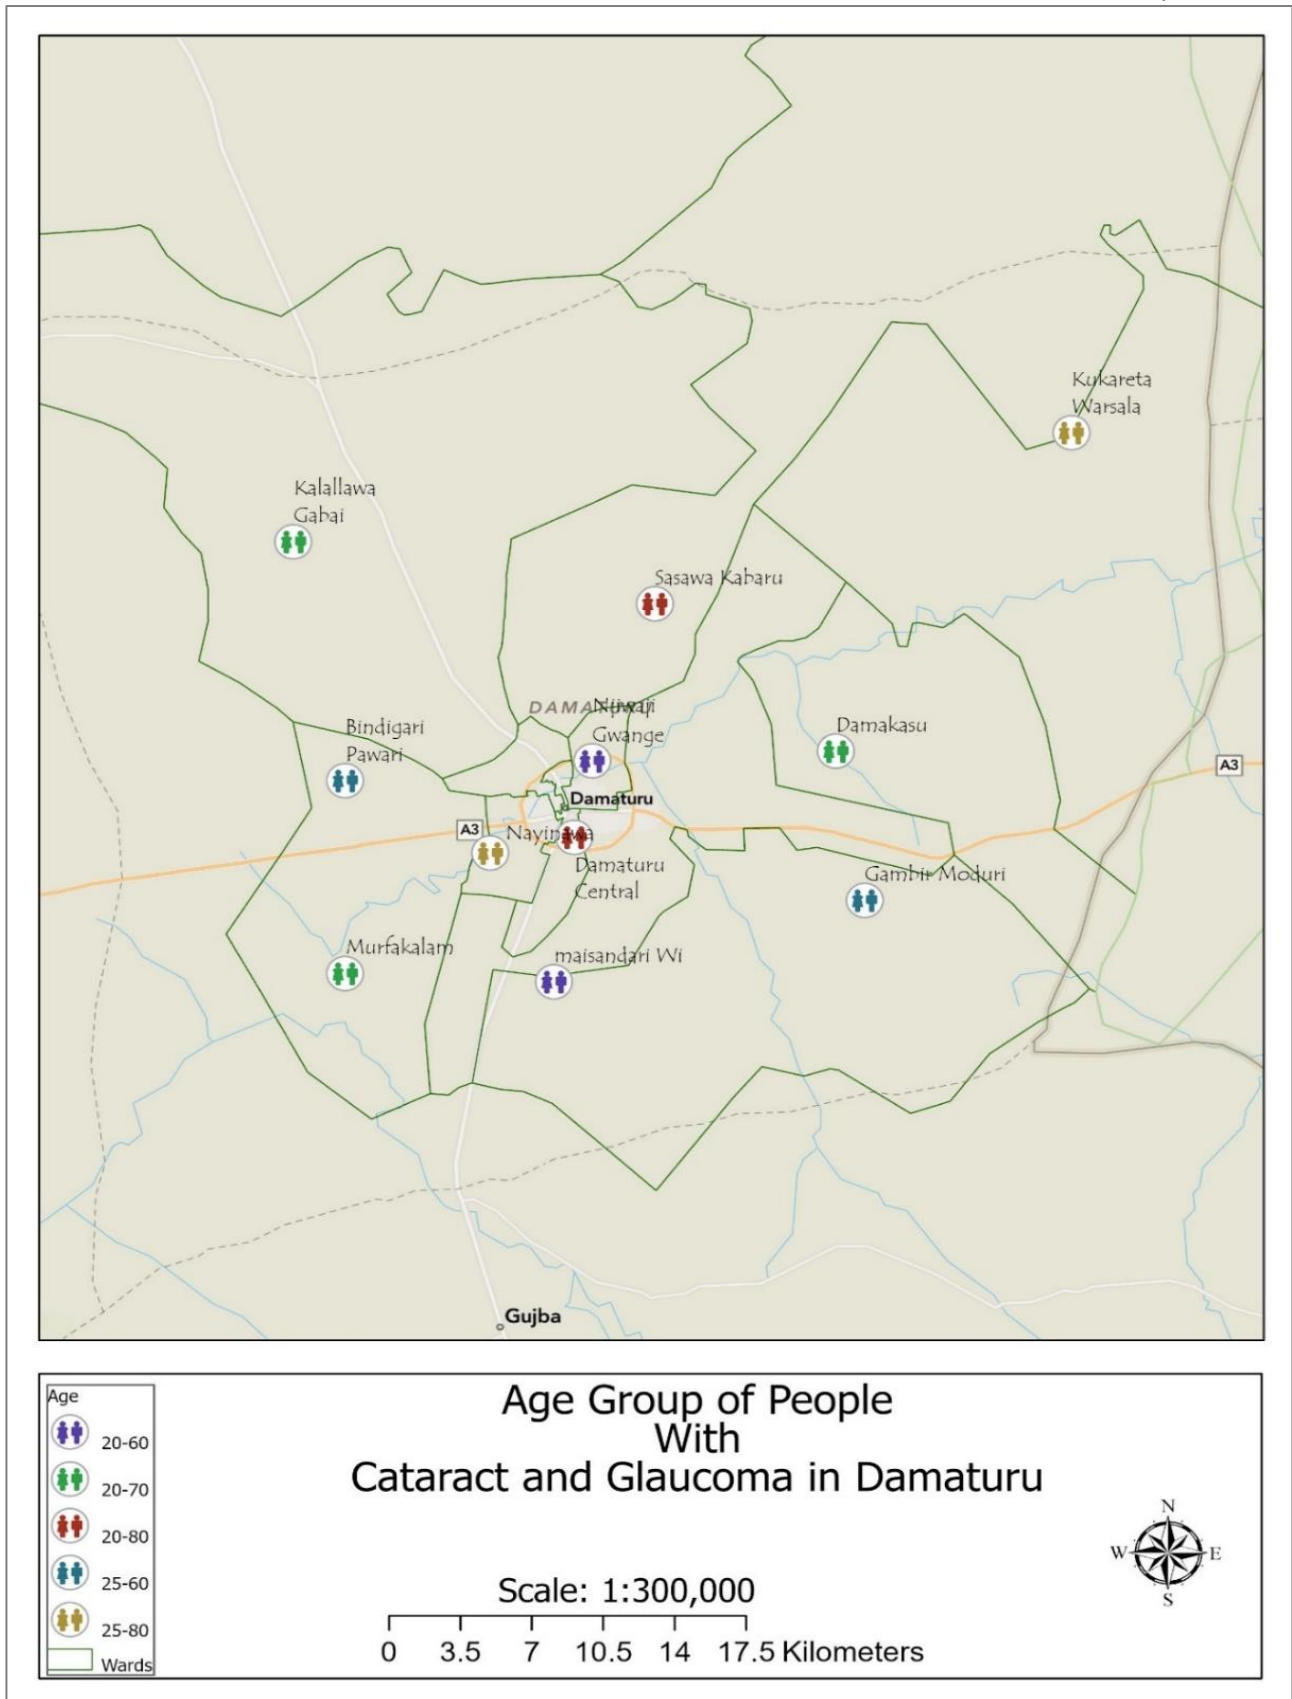 Kukareta
Warsala
Kalallawa
Gabai
Sasawa Kabaru
Gwange
Bindigari
Pawari
Damakasu
A3
Damaturu
A3
Nayinawa
Damaturu
Central
Gambir Moduri
Murfakalam
maisandari Wi
Gujba
Age
20-60
20-70
20-80
25-60
25-80
Wards
Age Group of People
With
Cataract and Glaucoma in Damaturu
Scale: 1:300,000
0 3.5 7 10.5 14 17.5 Kilometers
N
W E
S